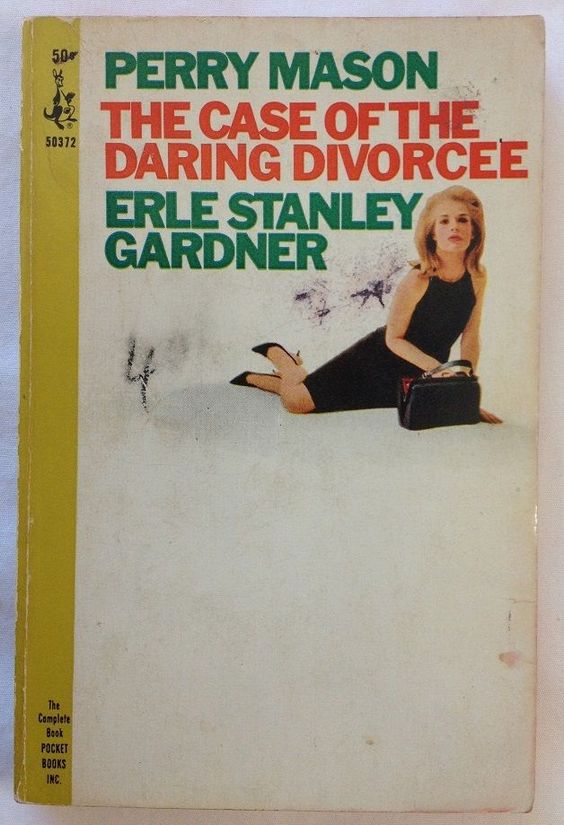 50¢
®
50372
PERRY MASON
THE CASE OF THE
DARING DIVORCEE
ERLE STANLEY
GARDNER
4
The
Complete
Book
POCKET
BOOKS
INC.